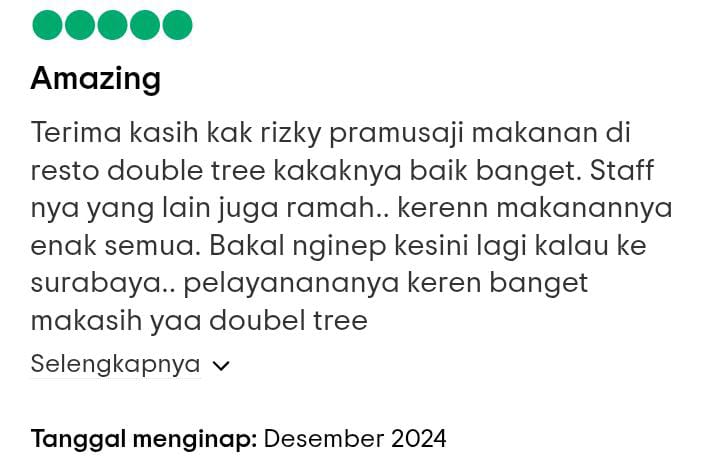 Amazing
Terima kasih kak rizky pramusaji makanan di
resto double tree kakaknya baik banget. Staff
nya yang lain juga ramah.. kerenn makanannya
enak semua. Bakal nginep kesini lagi kalau ke
surabaya.. pelayanananya keren banget
makasih yaa doubel tree
Selengkapnya
Tanggal menginap: Desember 2024